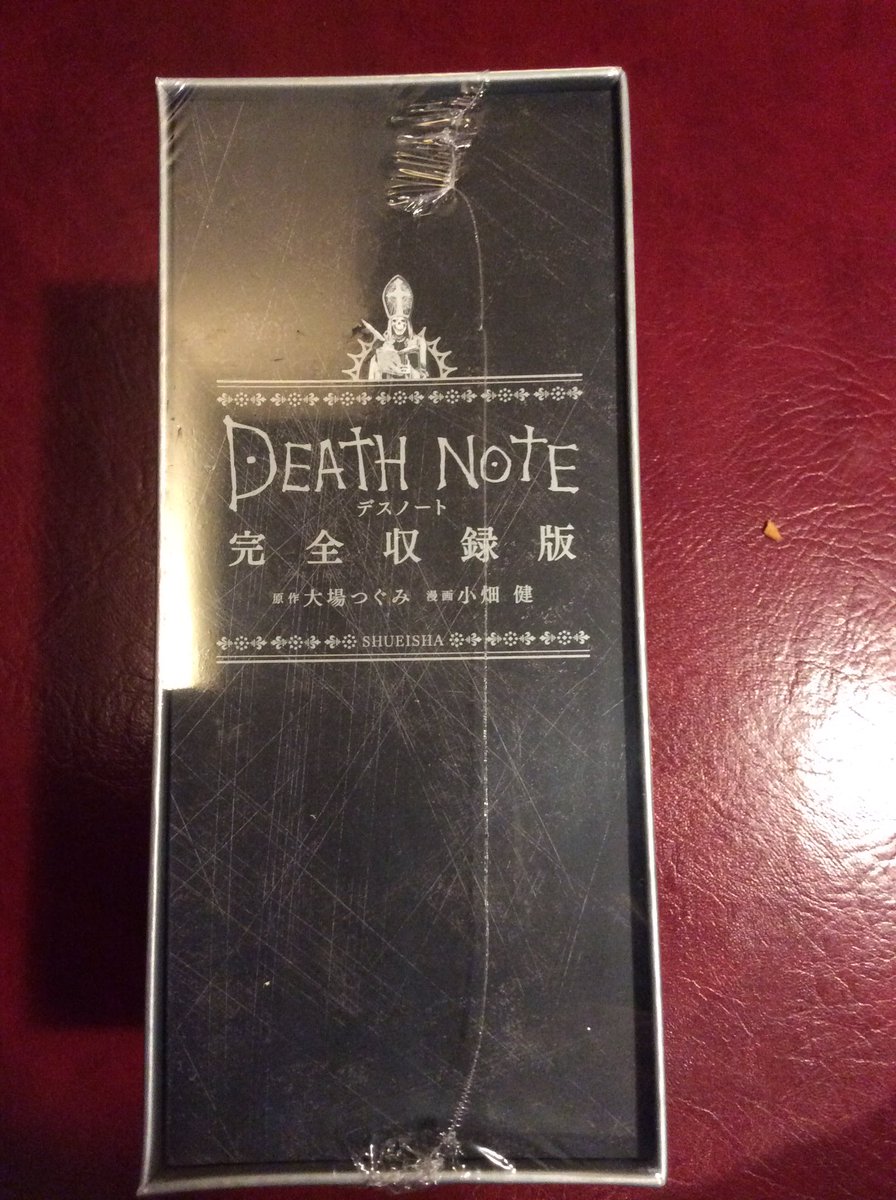 DEATH NOTE
デスノート
完全収録版
原作 大場つぐみ 漫画 小畑 健
SHUEISHA